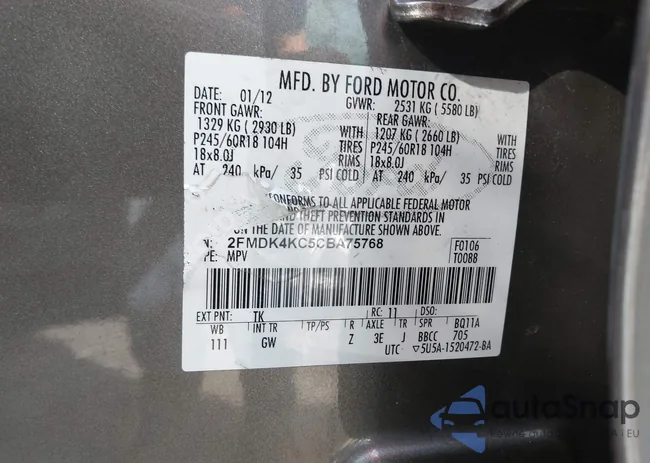 MFD. BY FORD MOTOR CO.
DATE: 01/12 GVWR: 2531 KG (5580 LB)
FRONT GAWR: REAR GAWR:
1329 KG (2930 LB) WITH 1207 KG (2660 LB) WITH
P245/60R18 104H TIRES P245/60R18 104H TIRES
18x8.0J RIMS 18x8.0J RIMS
AT 240 kPa/ 35 PSI COLD AT 240 kPa/ 35 PSI COLD
CONFORMS TO ALL APPLICABLE FEDERAL MOTOR
AND THEFT PREVENTION STANDARDS IN
DATE OF MANUFACTURE SHOWN ABOVE.
N: 2FMDK4KC5CBA75768 F0106
PE: MPV T0088
EXT PNT: TK RC: 11 DSO:
WB INT TR TP/PS R AXLE TR SPR BQ11A
111 GW Z 3E J BBCC 705
UTC ▽5U5A-1520472-BA
autoSnap